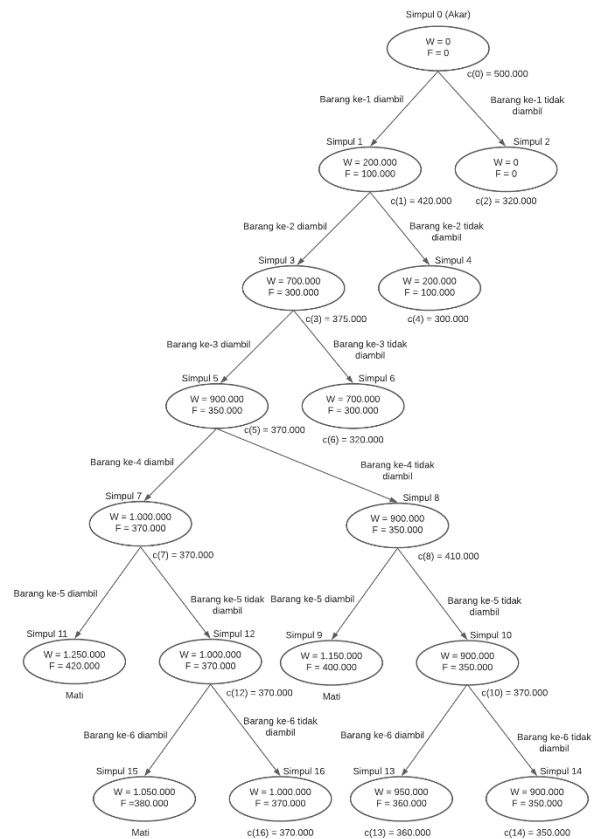 Simpul 0 (Akar)
W = 0
F = 0
c(0) = 500.000
Barang ke-1 diambil
Barang ke-1 tidak
diambil
Simpul 1
Simpul 2
W = 200.000
F = 100.000
W = 0
F = 0
c(1) = 420.000
c(2) = 320.000
Barang ke-2 diambil
Barang ke-2 tidak
diambil
Simpul 3
Simpul 4
W = 700.000
F = 300.000
W = 200.000
F = 100.000
c(3) = 375.000
c(4) = 300.000
Barang ke-3 diambil
Barang ke-3 tidak
diambil
Simpul 5
Simpul 6
W = 900.000
F = 350.000
W = 700.000
F = 300.000
c(5) = 370.000
c(6) = 320.000
Barang ke-4 diambil
Barang ke-4 tidak
diambil
Simpul 7
Simpul 8
W = 1.000.000
F = 370.000
W = 900.000
F = 350.000
c(7) = 370.000
c(8) = 410.000
Barang ke-5 diambil
Barang ke-5 tidak
diambil
Barang ke-5 diambil
Barang ke-5 tidak
diambil
Simpul 11
Simpul 12
Simpul 9
Simpul 10
W = 1.250.000
F = 420.000
W = 1.000.000
F = 370.000
W = 1.150.000
F = 400.000
W = 900.000
F = 350.000
Mati
c(12) = 370.000
Mati
c(10) = 370.000
Barang ke-6 diambil
Barang ke-6 tidak
diambil
Barang ke-6 diambil
Barang ke-6 tidak
diambil
Simpul 15
Simpul 16
Simpul 13
Simpul 14
W = 1.050.000
F =380.000
W = 1.000.000
F = 370.000
W = 950.000
F = 360.000
W = 900.000
F = 350.000
Mati
c(16) = 370.000
c(13) = 360.000
c(14) = 350.000